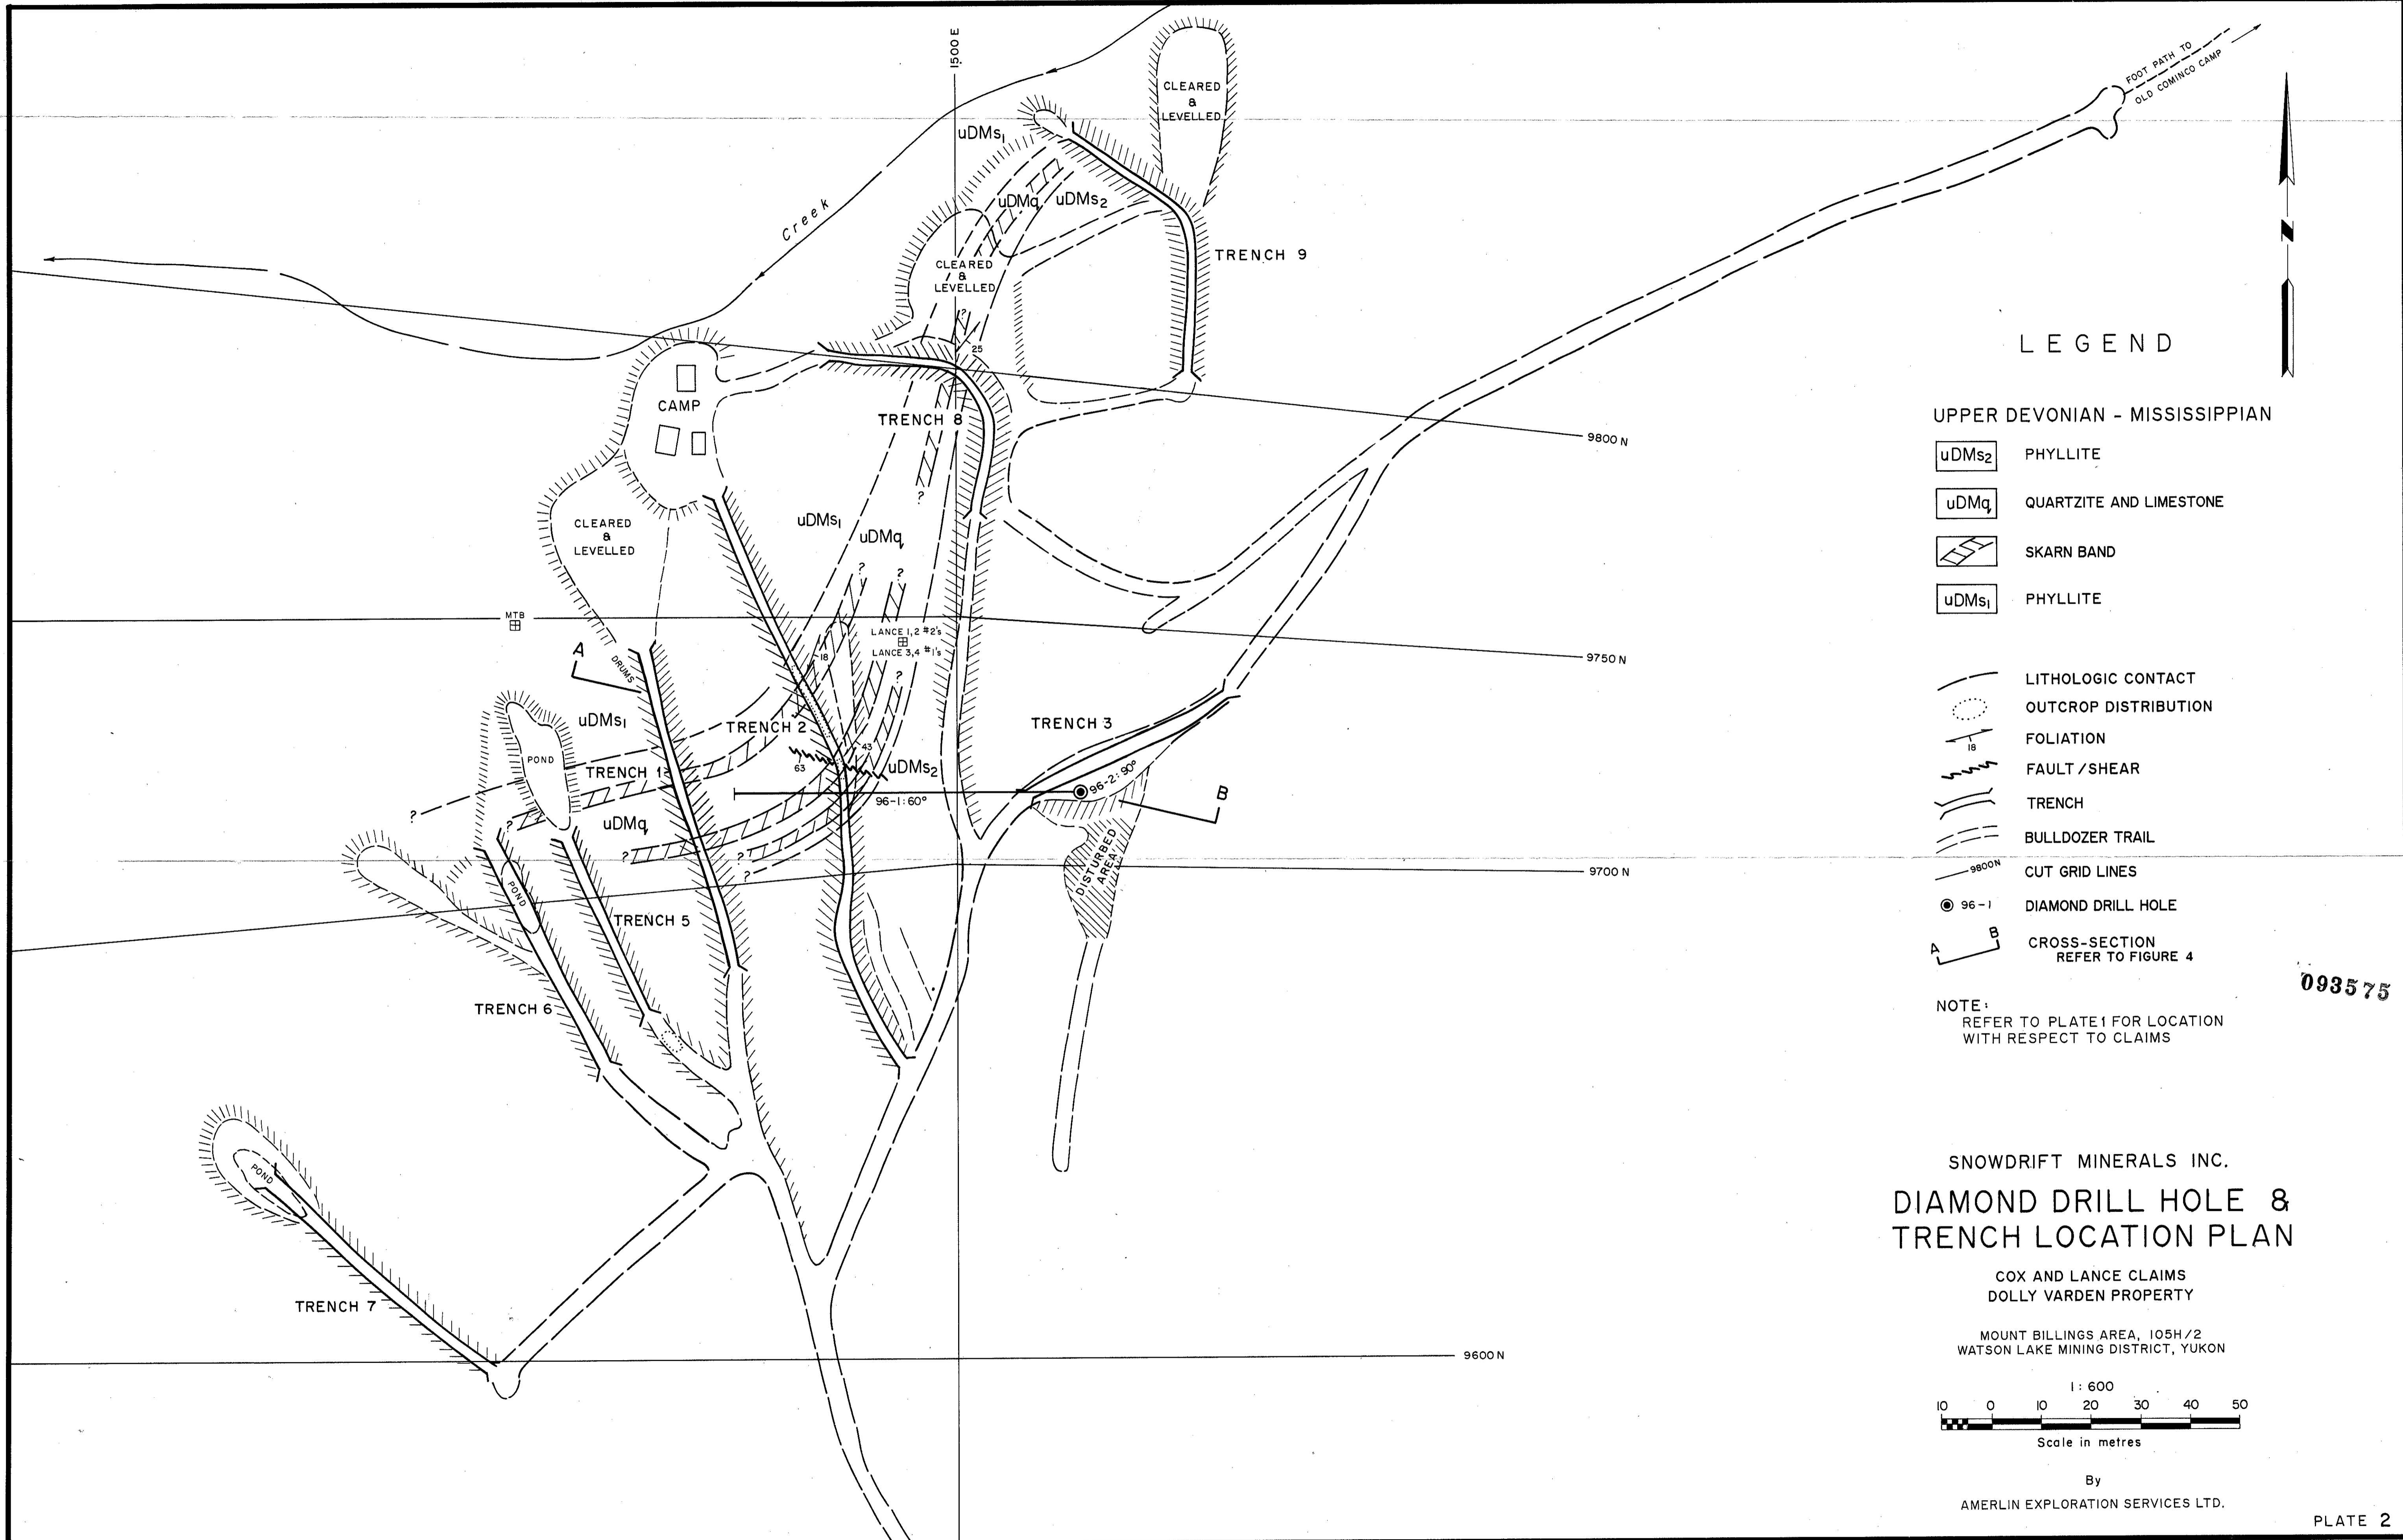 1500 E
CLEARED
&
LEVELLED
FOOT PATH TO
OLD COMINCO CAMP
uDMs1
uDMq
uDMs2
Creek
N
TRENCH 9
CLEARED
&
LEVELLED
?
25
CAMP
TRENCH 8
9800 N
?
CLEARED
&
LEVELLED
uDMs1
uDMq
?
?
MTB
LANCE 1,2 #2's
LANCE 3,4 #1's
9750 N
18
A
DRUMS
?
uDMs1
TRENCH 2
TRENCH 3
43
POND
TRENCH 1
63
uDMs2
96-2:90°
96-1:60°
B
?
?
uDMq
?
?
?
DISTURBED
AREA
9700 N
POND
TRENCH 5
TRENCH 6
POND
TRENCH 7
9600 N
LEGEND
UPPER DEVONIAN - MISSISSIPPIAN
uDMs2 PHYLLITE
uDMq QUARTZITE AND LIMESTONE
SKARN BAND
uDMs1 PHYLLITE
LITHOLOGIC CONTACT
OUTCROP DISTRIBUTION
18 FOLIATION
FAULT/SHEAR
TRENCH
BULLDOZER TRAIL
9800N CUT GRID LINES
96-1 DIAMOND DRILL HOLE
A B CROSS-SECTION
REFER TO FIGURE 4
093575
NOTE:
REFER TO PLATE 1 FOR LOCATION
WITH RESPECT TO CLAIMS
SNOWDRIFT MINERALS INC.
DIAMOND DRILL HOLE &
TRENCH LOCATION PLAN
COX AND LANCE CLAIMS
DOLLY VARDEN PROPERTY
MOUNT BILLINGS AREA, 105H/2
WATSON LAKE MINING DISTRICT, YUKON
1:600
10 0 10 20 30 40 50
Scale in metres
By
AMERLIN EXPLORATION SERVICES LTD.
PLATE 2